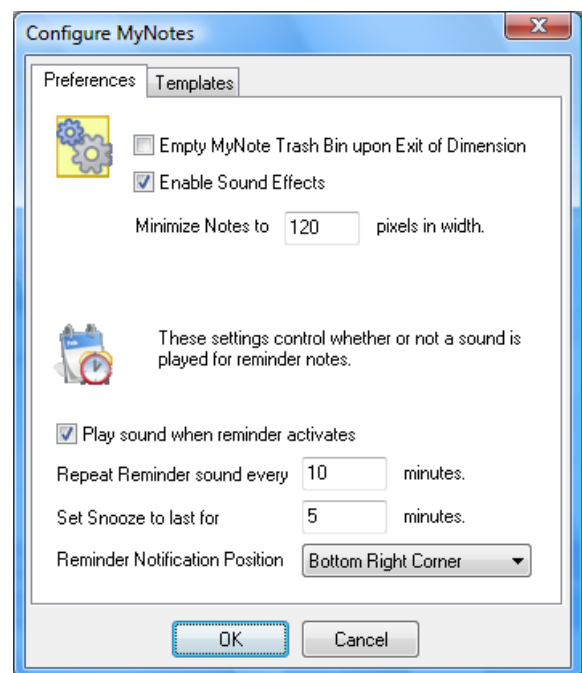 Configure MyNotes
Preferences
Templates
Empty MyNote Trash Bin upon Exit of Dimension
Enable Sound Effects
Minimize Notes to 120 pixels in width.
These settings control whether or not a sound is
played for reminder notes.
Play sound when reminder activates
Repeat Reminder sound every 10 minutes.
Set Snooze to last for 5 minutes.
Reminder Notification Position Bottom Right Corner
OK Cancel